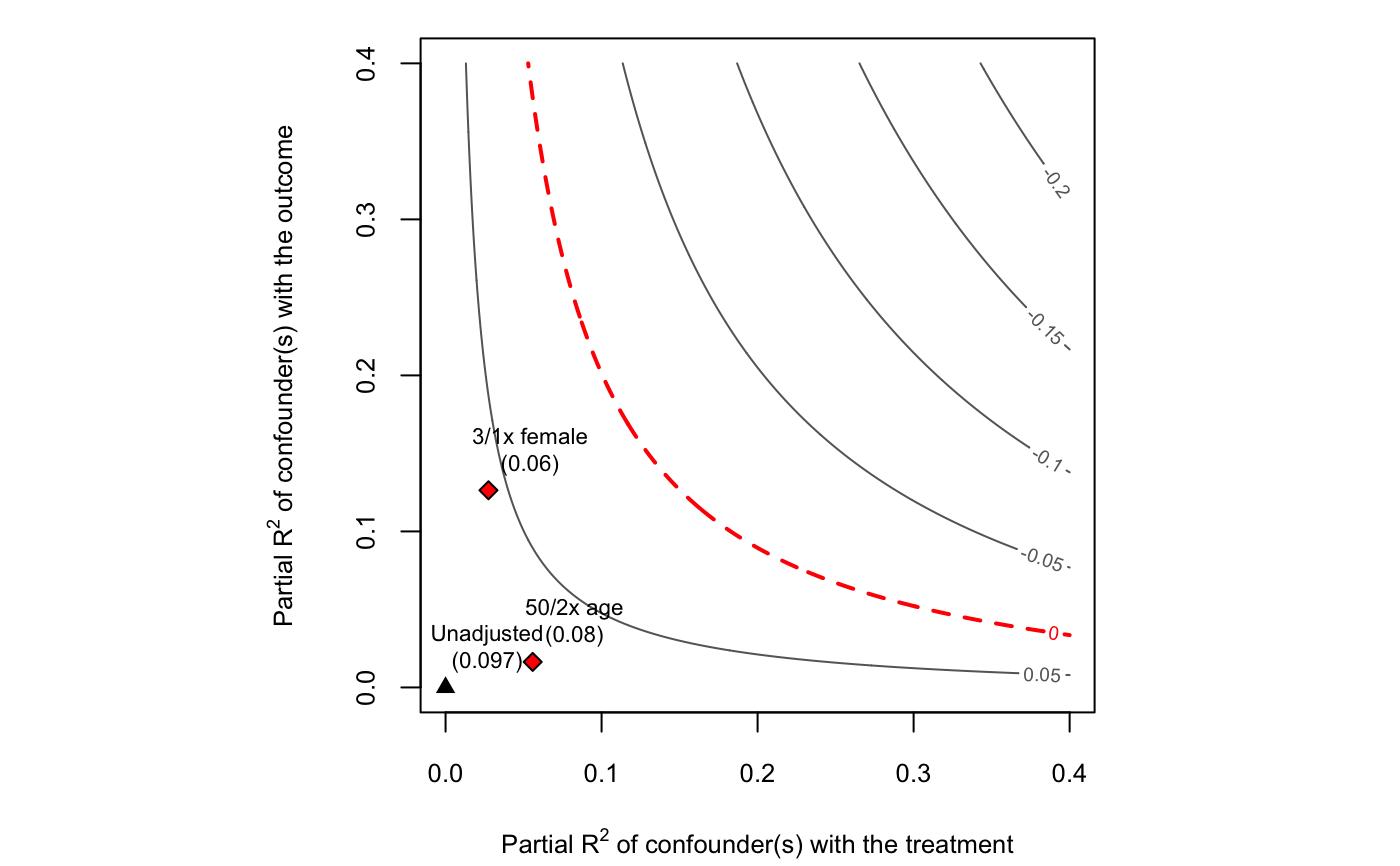 0.4
0.3
0.2
0.1
0.0
Partial R² of confounder(s) with the outcome
-0.2
-0.15
-0.1
-0.05
0
0.05
3/1x female
(0.06)
50/2x age
(0.08)
Unadjusted
(0.097)
0.0 0.1 0.2 0.3 0.4
Partial R² of confounder(s) with the treatment